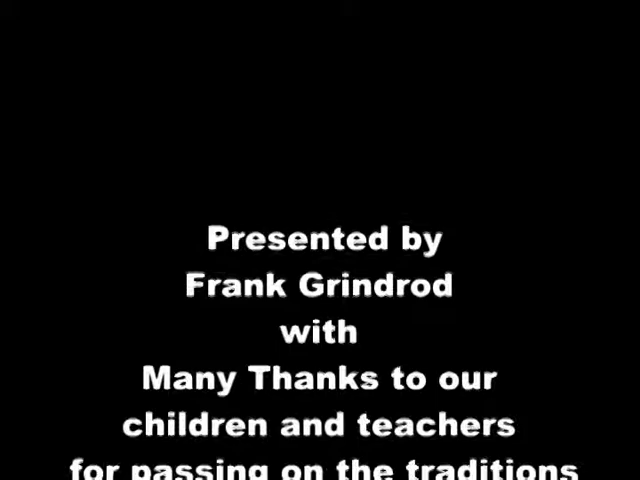 Presented by
Frank Grindrod
with
Many Thanks to our
children and teachers
for passing on the traditions